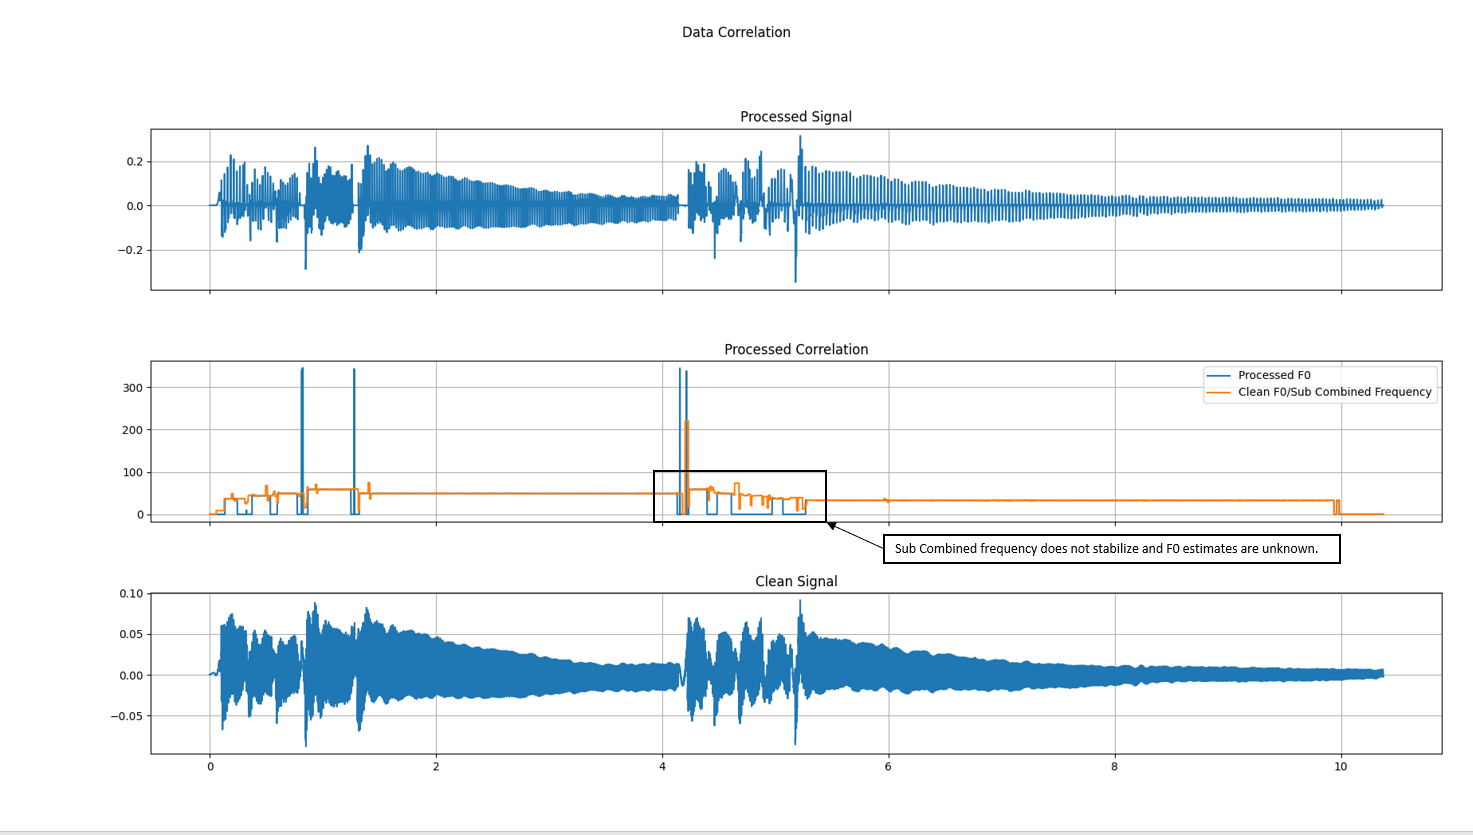 Data Correlation
Processed Signal
0.2
0.0
−0.2
Processed Correlation
300
200
100
0
Processed F0
Clean F0/Sub Combined Frequency
Sub Combined frequency does not stabilize and F0 estimates are unknown.
Clean Signal
0.10
0.05
0.00
−0.05
0 2 4 6 8 10